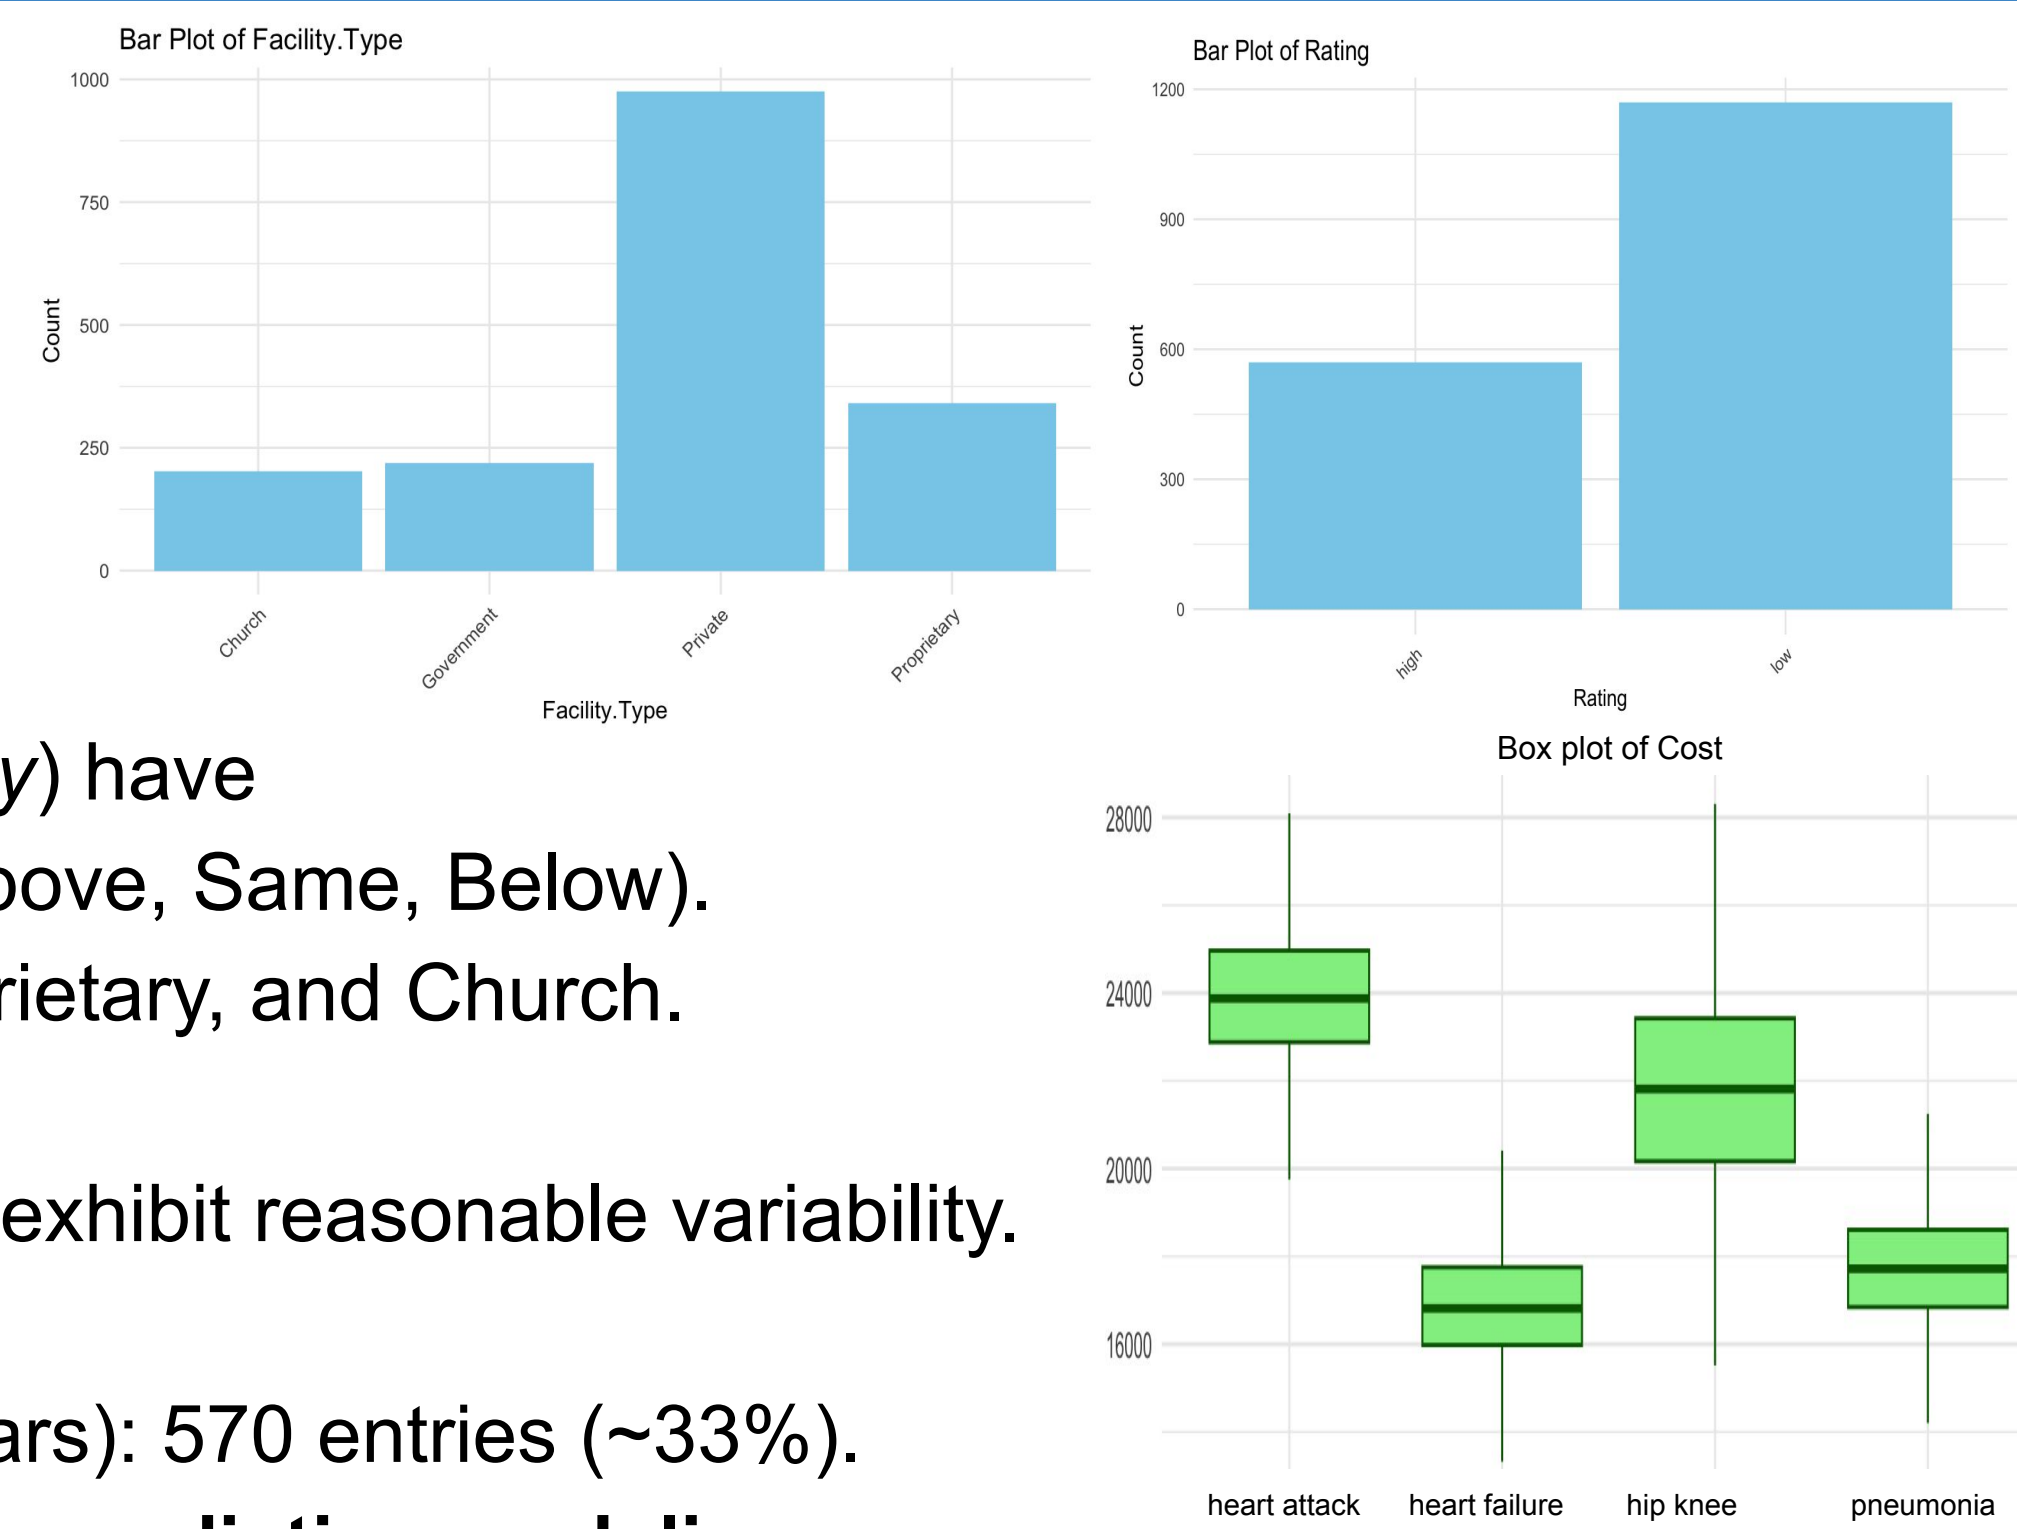 Bar Plot of Facility.Type
1000
750
500
250
0
Count
Church
Government
Private
Proprietary
Facility.Type
Bar Plot of Rating
1200
900
600
300
0
Count
high
low
Rating
y) have
ove, Same, Below).
rietary, and Church.
exhibit reasonable variability.
ars): 570 entries (~33%).
Box plot of Cost
28000
24000
20000
16000
heart attack heart failure hip knee pneumonia